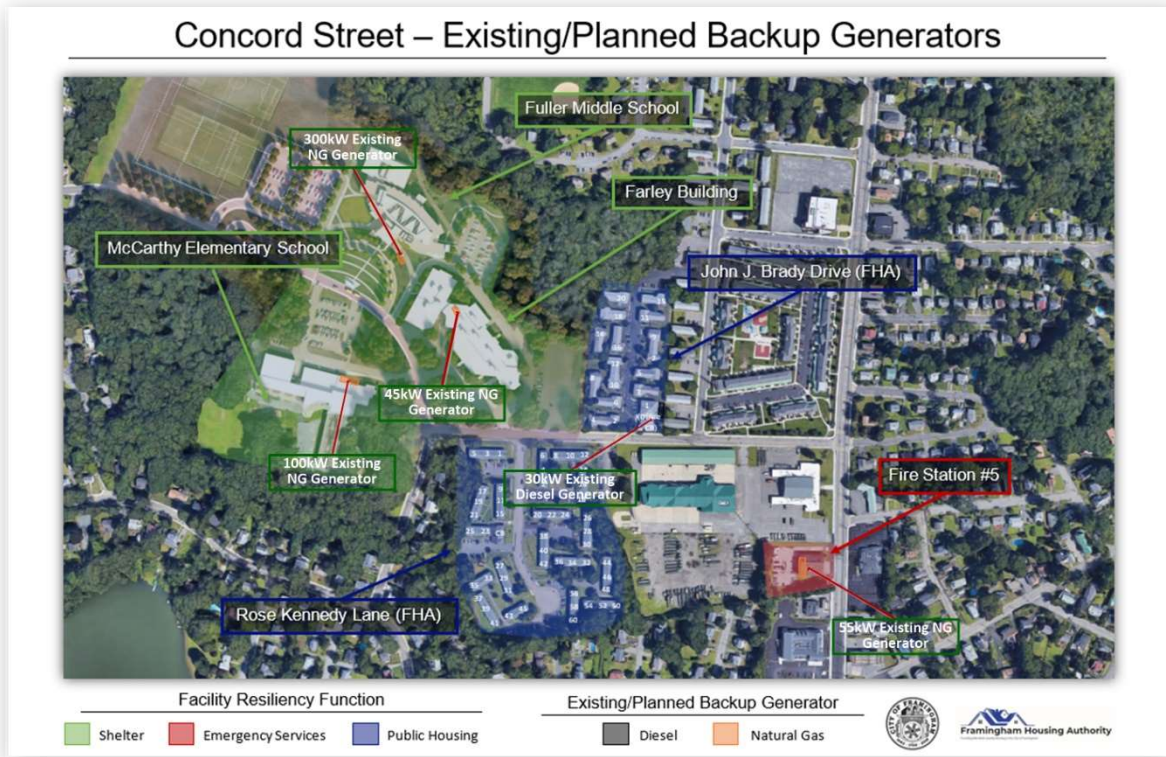 Concord Street – Existing/Planned Backup Generators
Fuller Middle School
300kW Existing
NG Generator
Farley Building
McCarthy Elementary School
John J. Brady Drive (FHA)
45kW Existing NG
Generator
100kW Existing
NG Generator
30kW Existing
Diesel Generator
Fire Station #5
Rose Kennedy Lane (FHA)
55kW Existing NG
Generator
Facility Resiliency Function
Shelter
Emergency Services
Public Housing
Existing/Planned Backup Generator
Diesel
Natural Gas
CITY OF FRAMINGHAM
Framingham Housing Authority